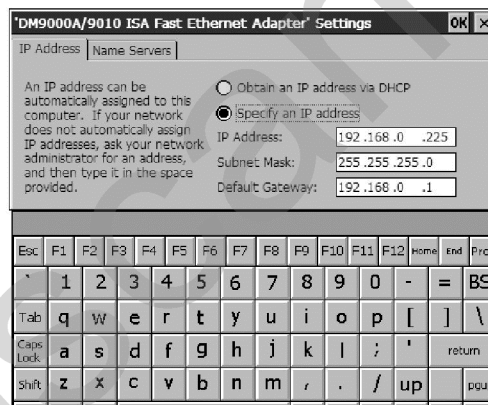 'DM9000A/9010 ISA Fast Ethernet Adapter' Settings OK ×
IP Address Name Servers
An IP address can be
automatically assigned to this
computer. If your network
does not automatically assign
IP addresses, ask your network
administrator for an address,
and then type it in the space
provided.
Obtain an IP address via DHCP
Specify an IP address
IP Address: 192 .168 .0 .225
Subnet Mask: 255 .255 .255 .0
Default Gateway: 192 .168 .0 .1
Esc F1 F2 F3 F4 F5 F6 F7 F8 F9 F10 F11 F12 Home End Pro
` 1 2 3 4 5 6 7 8 9 0 - = BS
Tab q w e r t y u i o p [ ] \
Caps Lock a s d f g h j k l ; ' return
Shift z x c v b n m , . / up pgu